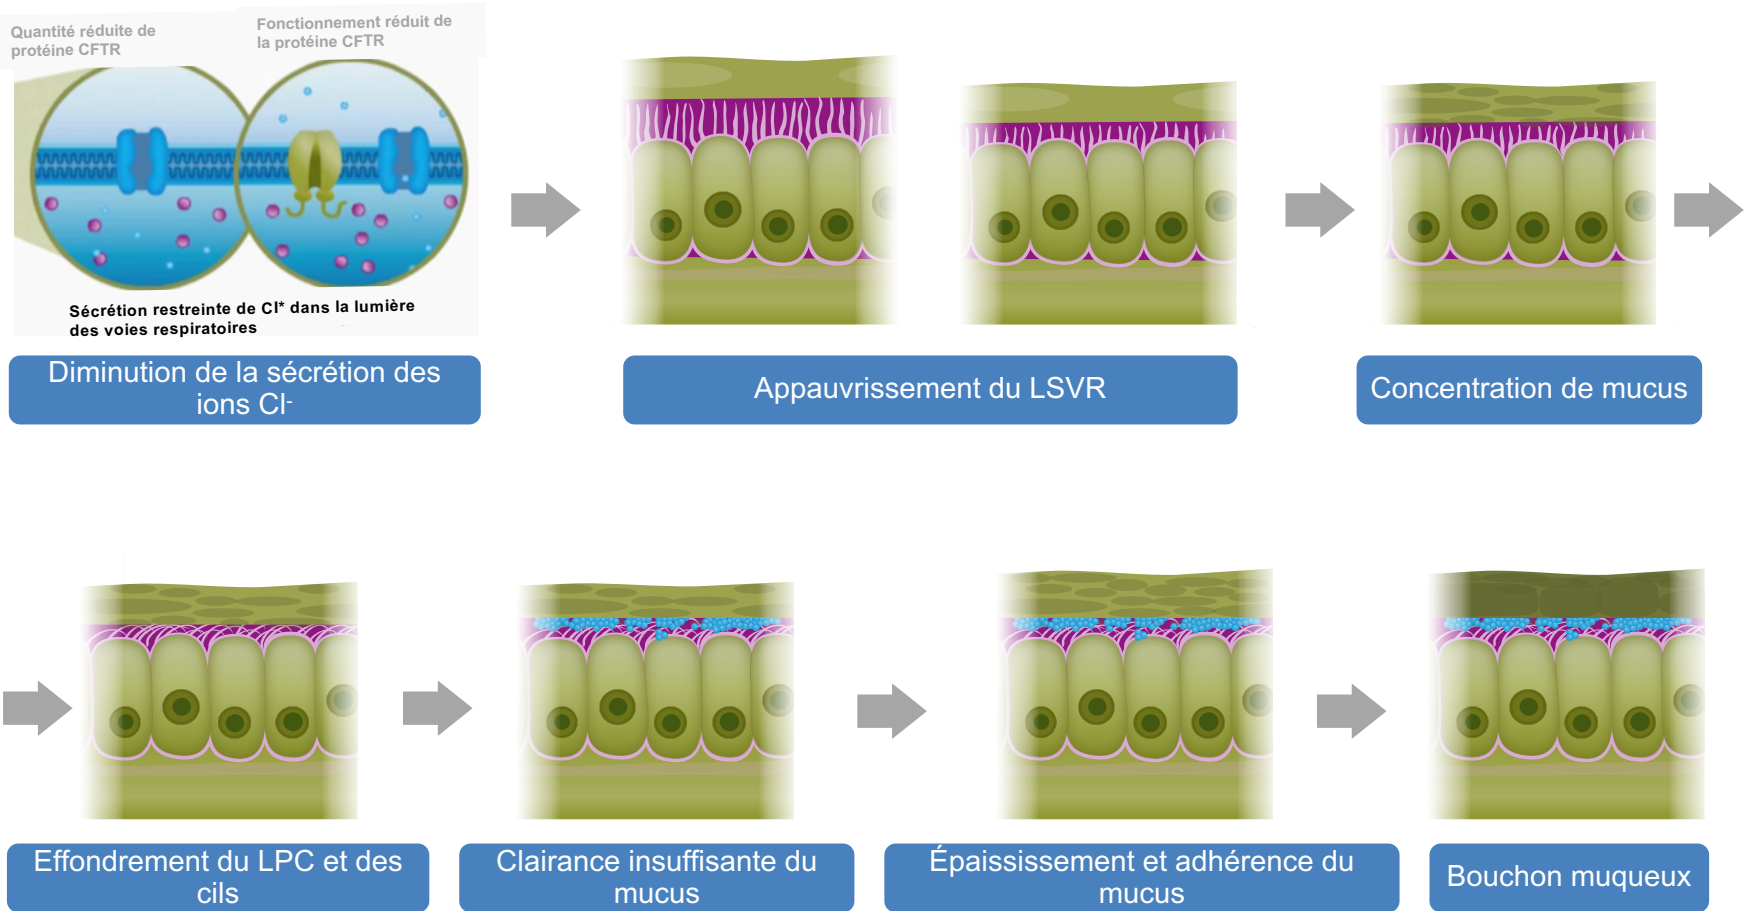 Quantité réduite de
protéine CFTR
Fonctionnement réduit de
la protéine CFTR
Sécrétion restreinte de Cl* dans la lumière
des voies respiratoires
Diminution de la sécrétion des
ions Cl-
Appauvrissement du LSVR
Concentration de mucus
Effondrement du LPC et des
cils
Clairance insuffisante du
mucus
Épaississement et adhérence du
mucus
Bouchon muqueux